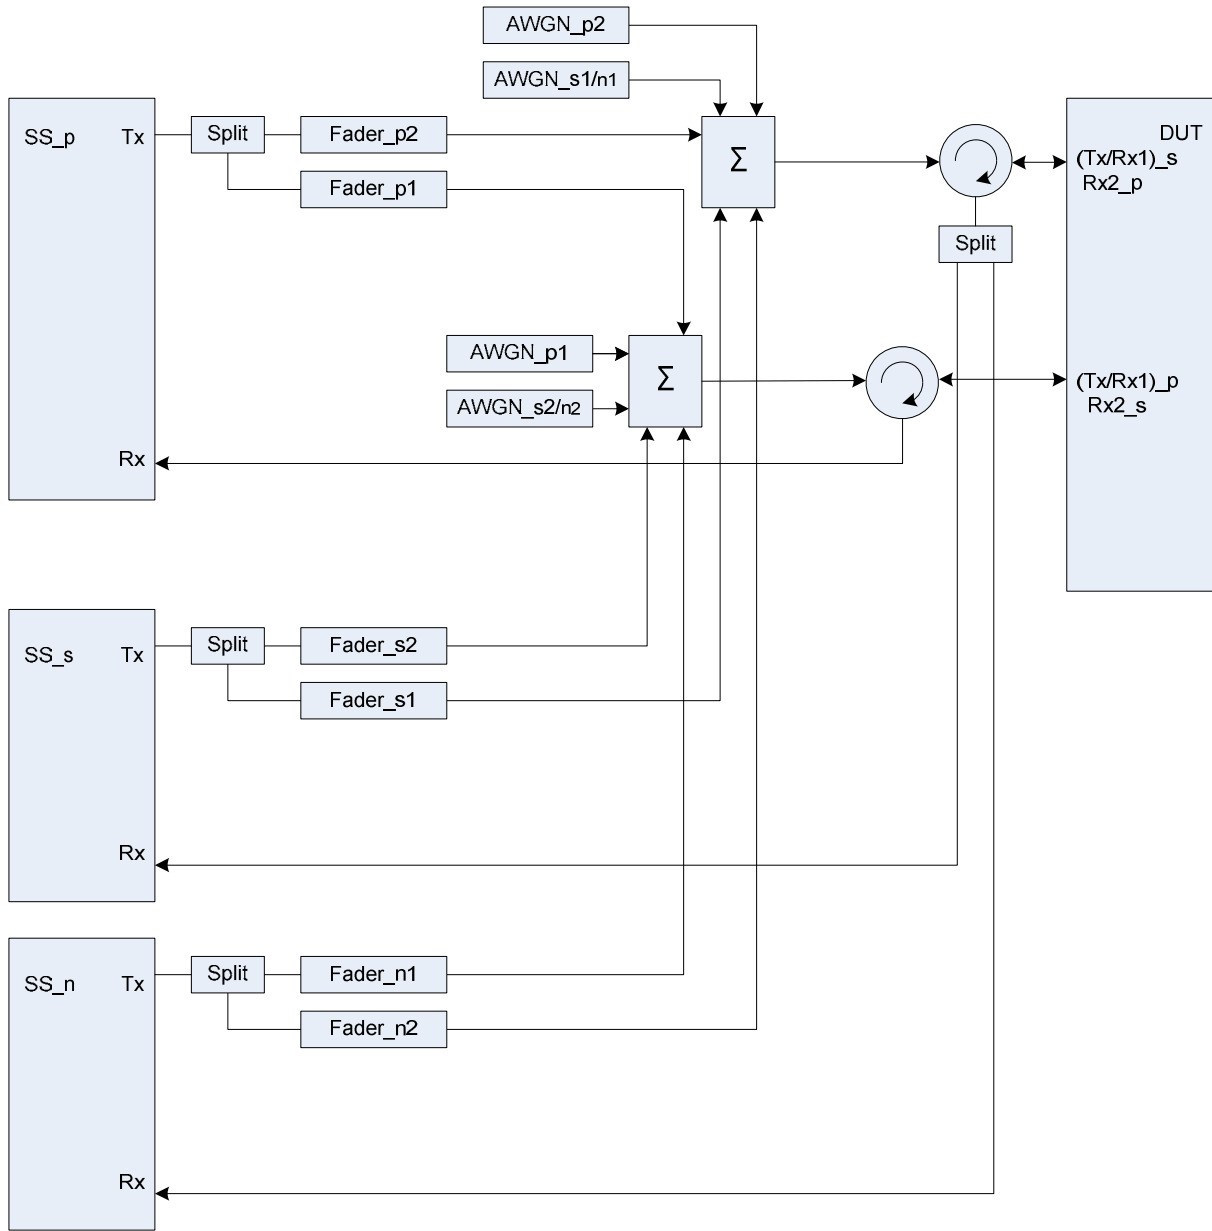 AWGN_p2
AWGN_s1/n1
SS_p Tx
Split
Fader_p2
Σ
DUT
(Tx/Rx1)_s
Rx2_p
Fader_p1
Split
AWGN_p1
Σ
AWGN_s2/n2
(Tx/Rx1)_p
Rx2_s
Rx
SS_s Tx
Split
Fader_s2
Fader_s1
Rx
SS_n Tx
Split
Fader_n1
Fader_n2
Rx